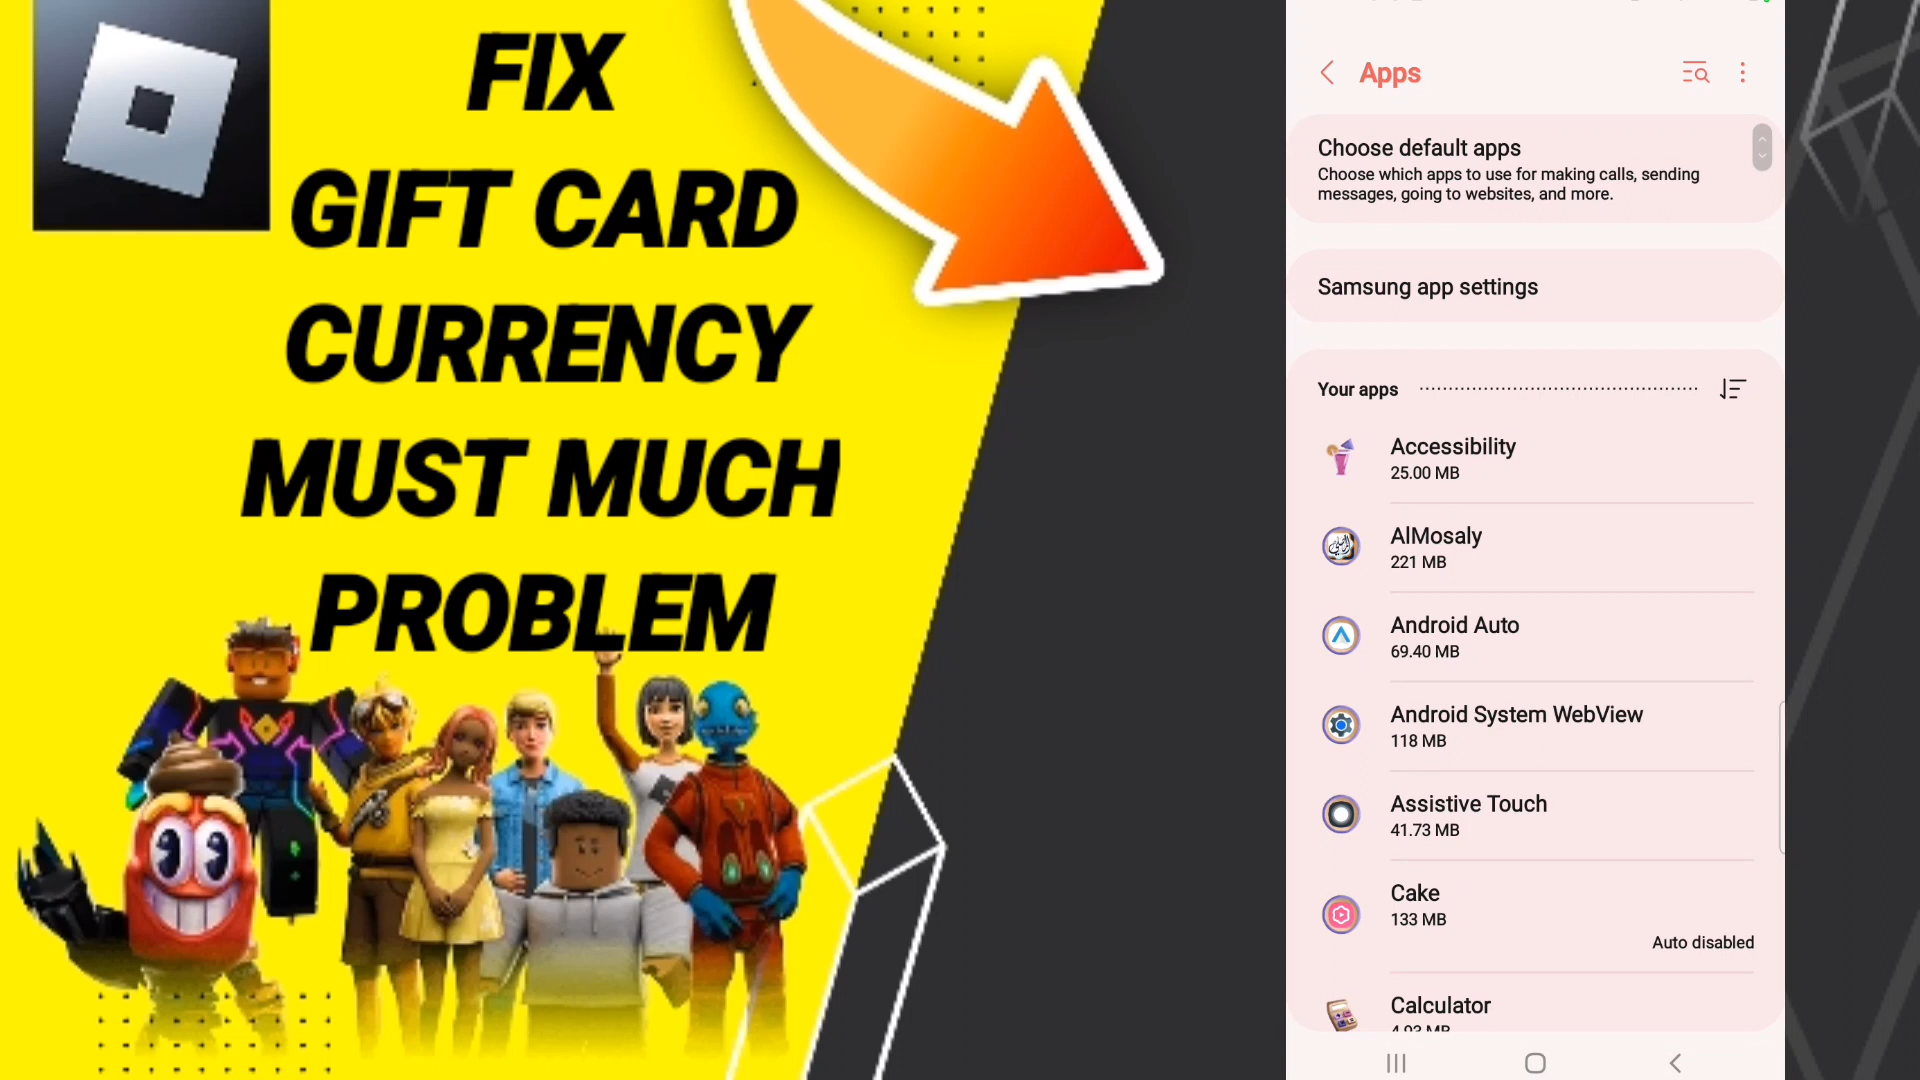 FIX
GIFT CARD
CURRENCY
MUST MUCH
PROBLEM
Apps
Choose default apps
Choose which apps to use for making calls, sending
messages, going to websites, and more.
Samsung app settings
Your apps
Accessibility
25.00 MB
AlMosaly
221 MB
Android Auto
69.40 MB
Android System WebView
118 MB
Assistive Touch
41.73 MB
Cake
133 MB
Auto disabled
Calculator
4.93 MB